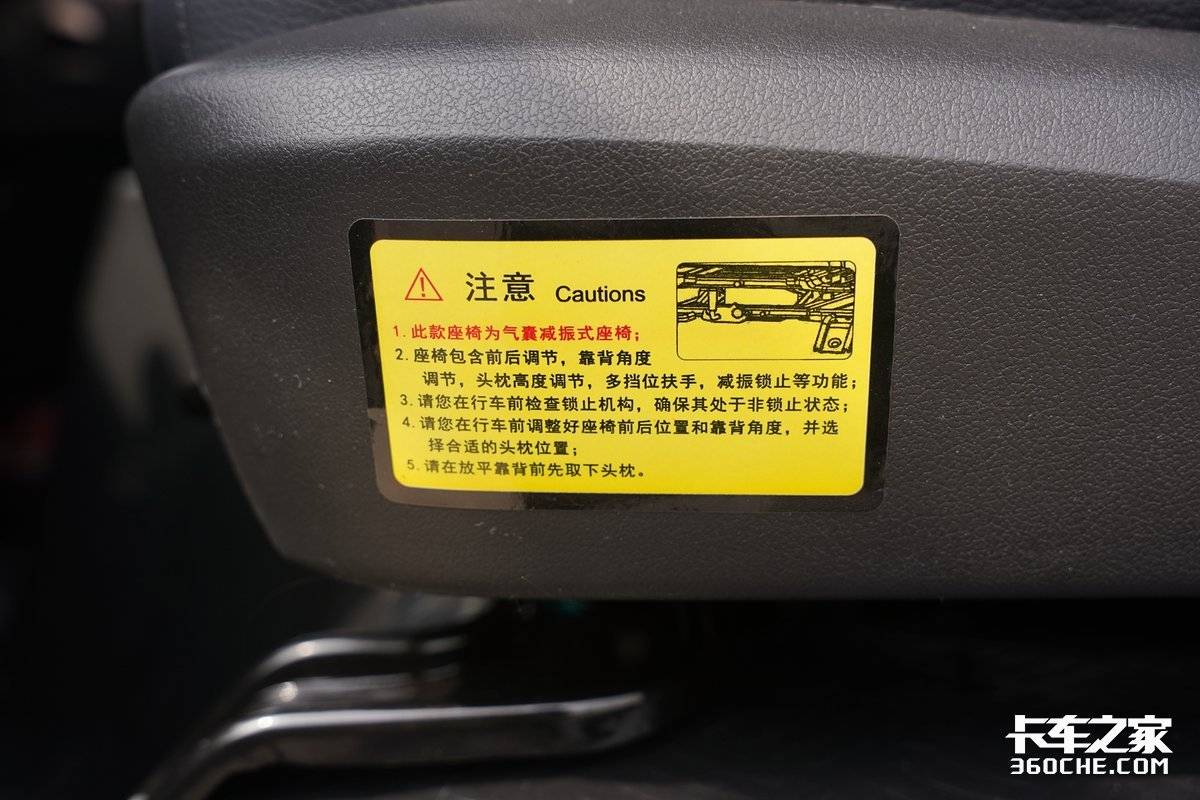 注意 Cautions
1. 此款座椅为气囊减振式座椅；
2. 座椅包含前后调节，靠背角度
调节，头枕高度调节，多挡位扶手，减振锁止等功能；
3. 请您在行车前检查锁止机构，确保其处于非锁止状态；
4. 请您在行车前调整好座椅前后位置和靠背角度，并选
择合适的头枕位置；
5. 请在放平靠背前先取下头枕。
卡车之家
360CHE.COM